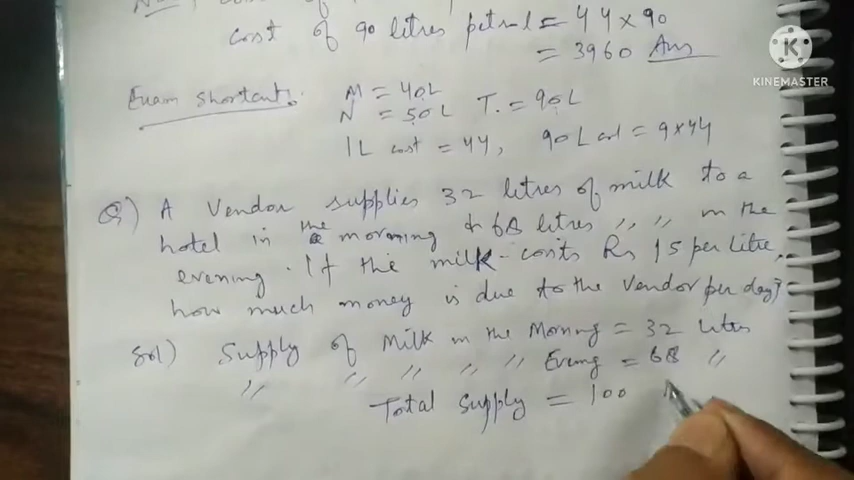 cost of 90 litres petrol = 44 x 90
= 3960 Ans
KINEMASTER
Exam shortcut:
M = 40L
N = 50L T. = 90L
1L cost = 44, 90L cost = 9x44
Q) A Vendor supplies 32 litres of milk to a
hotel in the morning & 68 litres " " in the
evening. If the milk costs Rs 15 per litre,
how much money is due to the vendor per day?
Sol) Supply of Milk in the Morning = 32 litres
" " " " " Evening = 68 "
Total Supply = 100